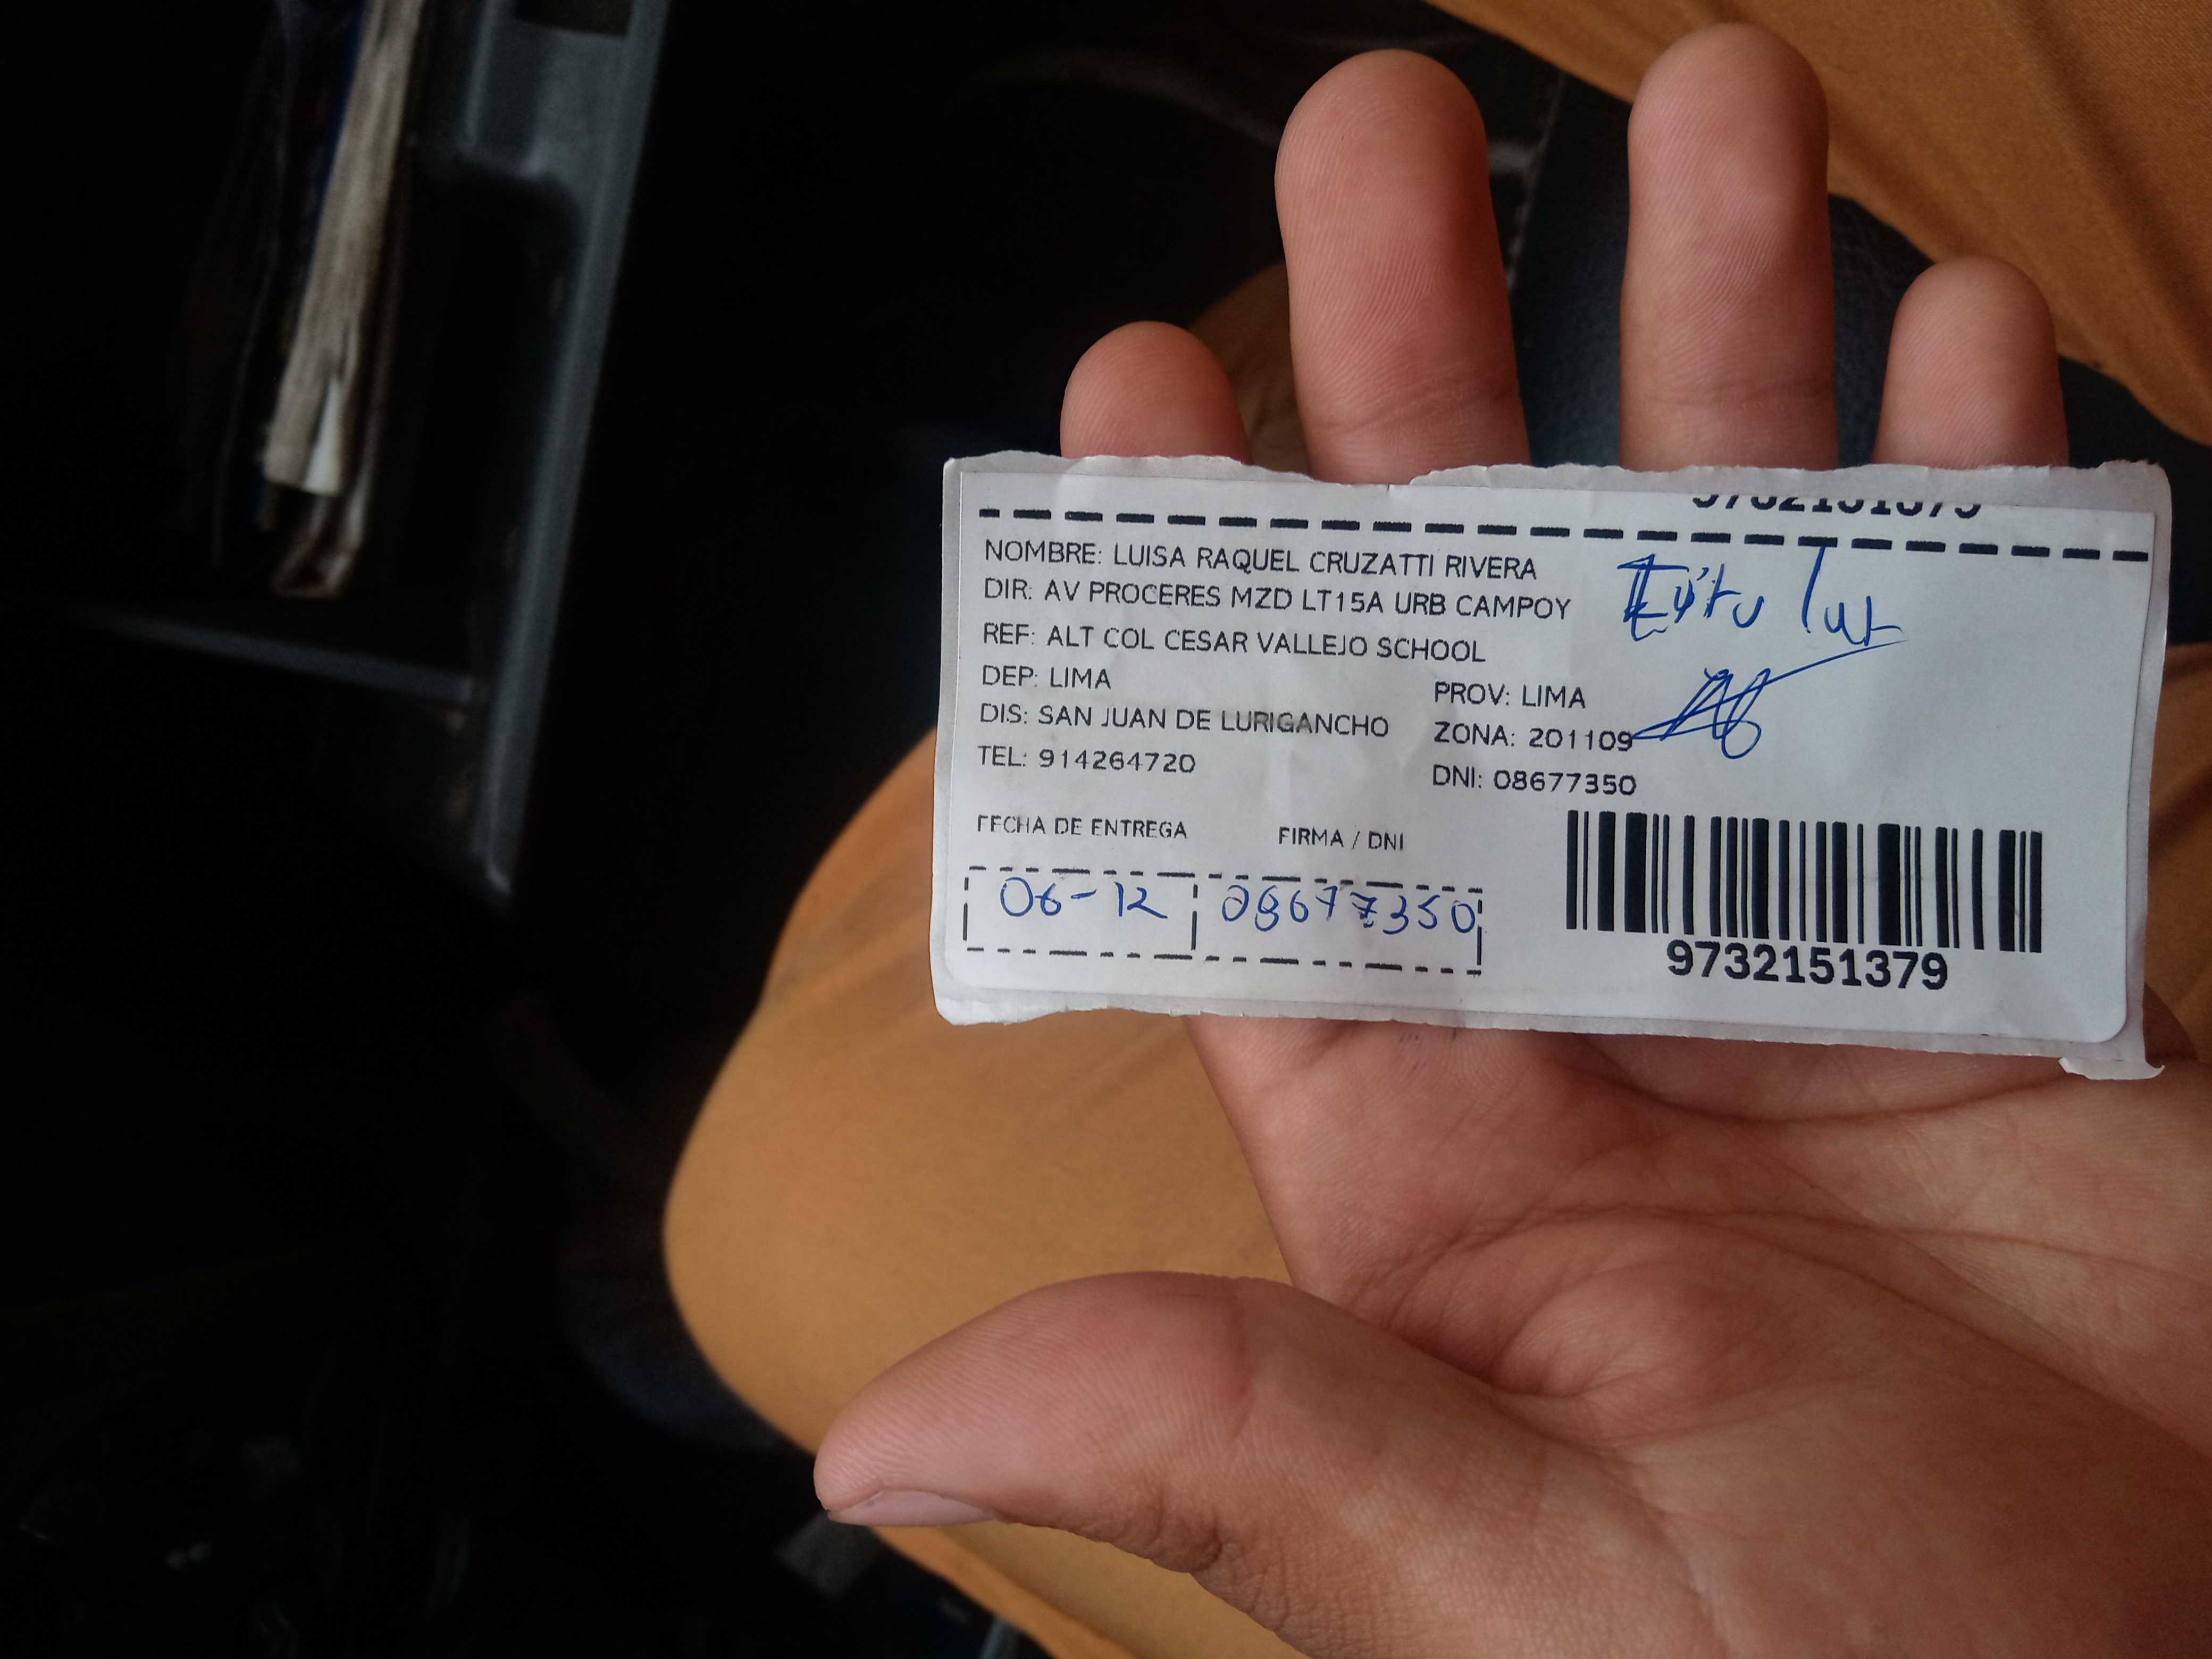 NOMBRE: LUISA RAQUEL CRUZATTI RIVERA
DIR: AV PROCERES MZD LT15A URB CAMPOY
REF: ALT COL CESAR VALLEJO SCHOOL
DEP: LIMA PROV: LIMA
DIS: SAN JUAN DE LURIGANCHO ZONA: 201109
TEL: 914264720 DNI: 08677350
FECHA DE ENTREGA FIRMA / DNI
06-12 08677350
9732151379